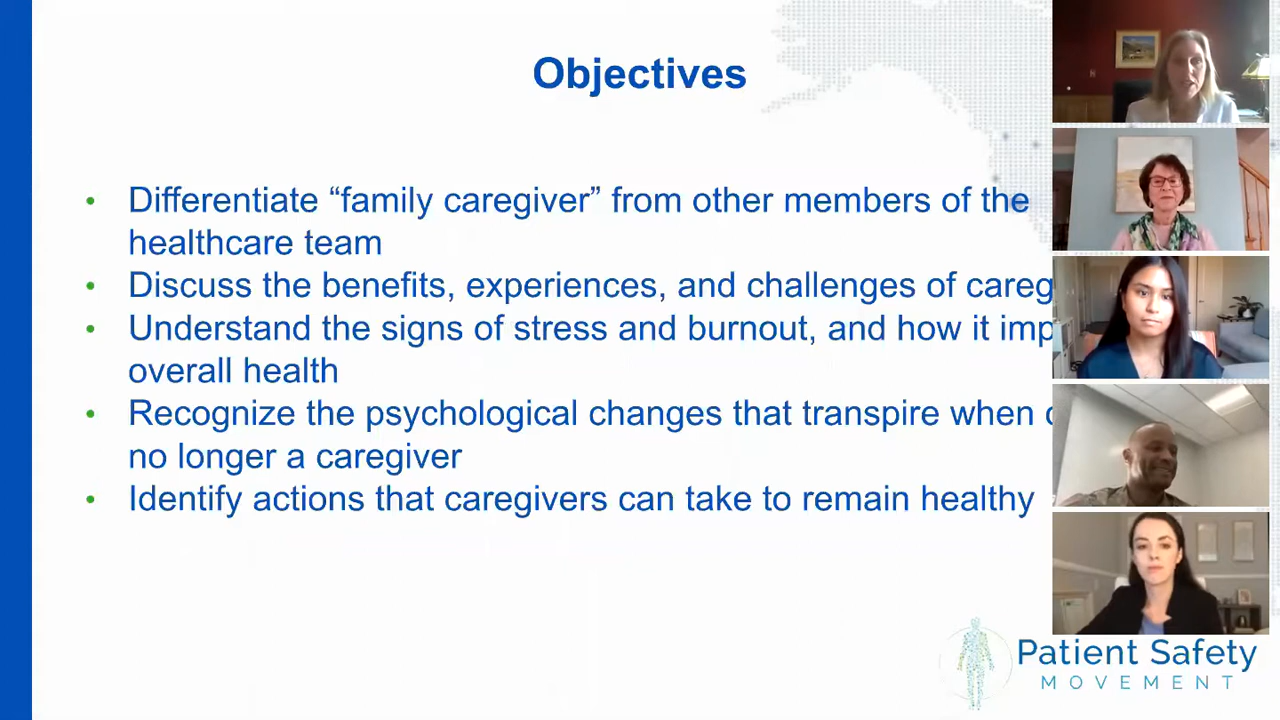 Objectives
• Differentiate “family caregiver” from other members of the
healthcare team
• Discuss the benefits, experiences, and challenges of
• Understand the signs of stress and burnout, and how it
overall health
• Recognize the psychological changes that transpire when
no longer a caregiver
• Identify actions that caregivers can take to remain healthy
Patient Safety
MOVEMENT